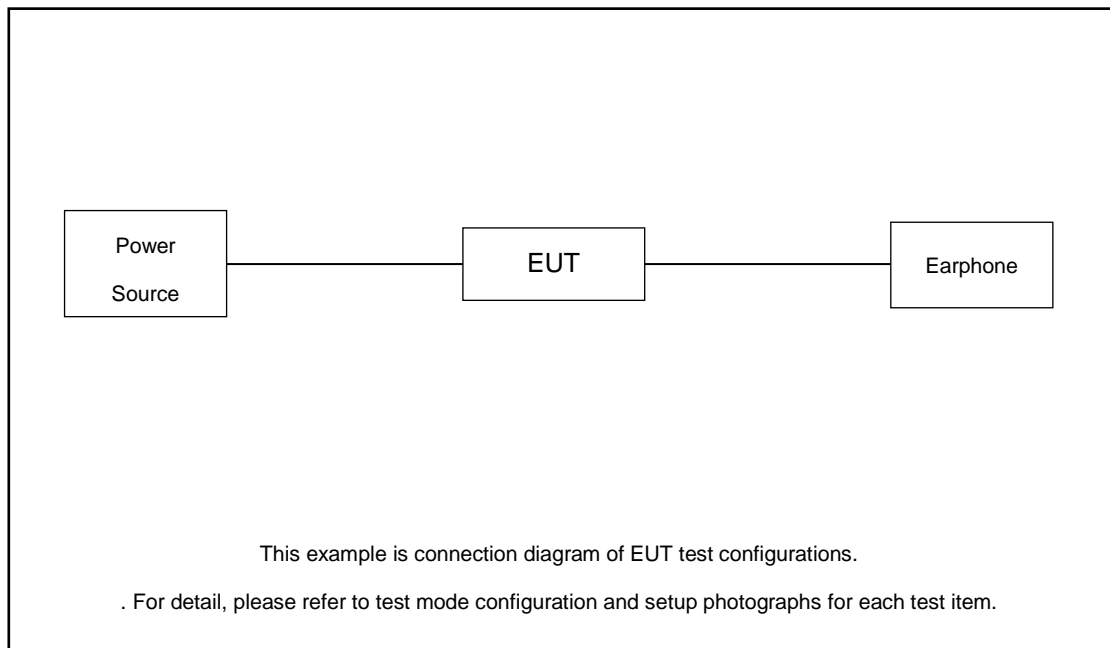 Power
Source
EUT
Earphone
This example is connection diagram of EUT test configurations.
. For detail, please refer to test mode configuration and setup photographs for each test item.